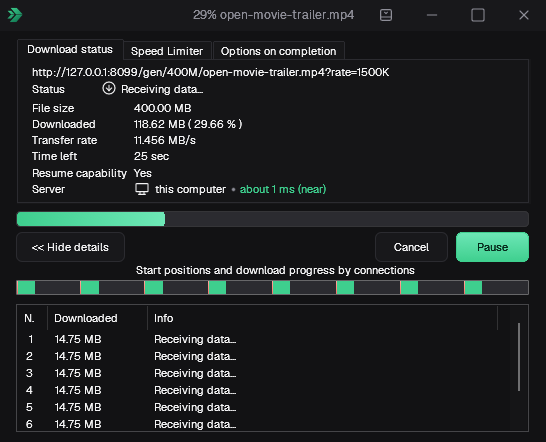 29% open-movie-trailer.mp4
Download status
Speed Limiter
Options on completion
http://127.0.0.1:8099/gen/400M/open-movie-trailer.mp4?rate=1500K
Status Receiving data...
File size 400.00 MB
Downloaded 118.62 MB ( 29.66 % )
Transfer rate 11.456 MB/s
Time left 25 sec
Resume capability Yes
Server this computer • about 1 ms (near)
<< Hide details
Cancel
Pause
Start positions and download progress by connections
N. Downloaded Info
1 14.75 MB Receiving data...
2 14.75 MB Receiving data...
3 14.75 MB Receiving data...
4 14.75 MB Receiving data...
5 14.75 MB Receiving data...
6 14.75 MB Receiving data...